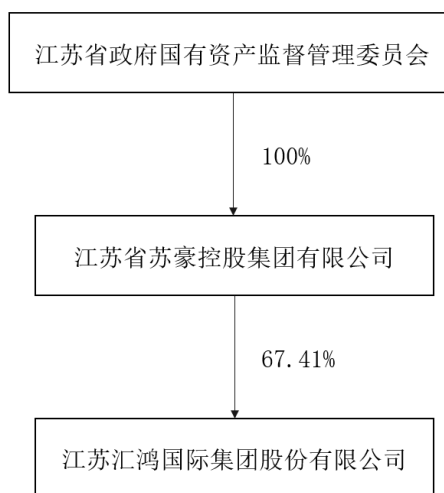 江苏省政府国有资产监督管理委员会
100%
江苏省苏豪控股集团有限公司
67.41%
江苏汇鸿国际集团股份有限公司